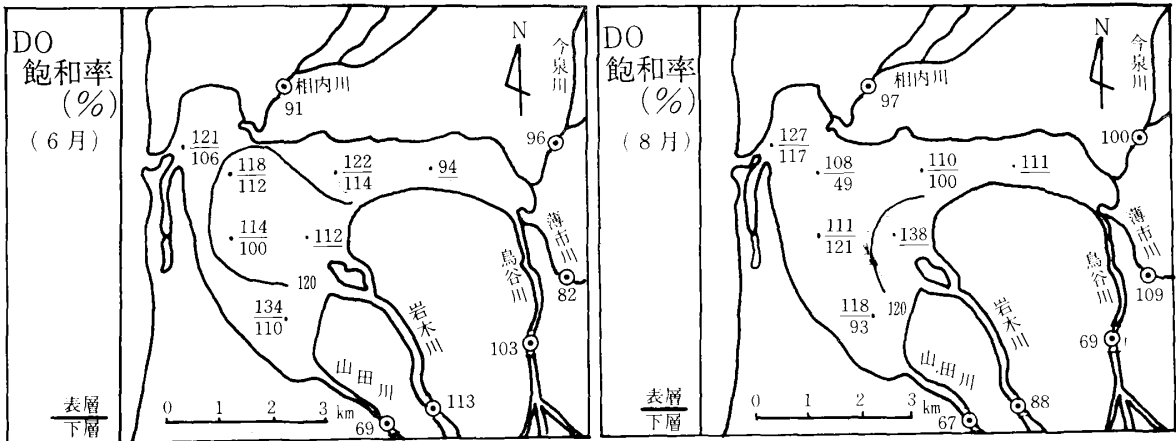 DO
飽和率
(%)
(6月)
N
今泉川
相内川
91
96
121
106
118
112
122
114
94
114
100
112
120
134
110
薄市川
82
鳥谷川
103
岩木川
113
山田川
69
0 1 2 3 km
表層
下層
DO
飽和率
(%)
(8月)
N
今泉川
相内川
97
100
127
117
108
49
110
100
111
111
121
138
120
118
93
薄市川
109
鳥谷川
69
岩木川
88
山田川
67
0 1 2 3 km
表層
下層